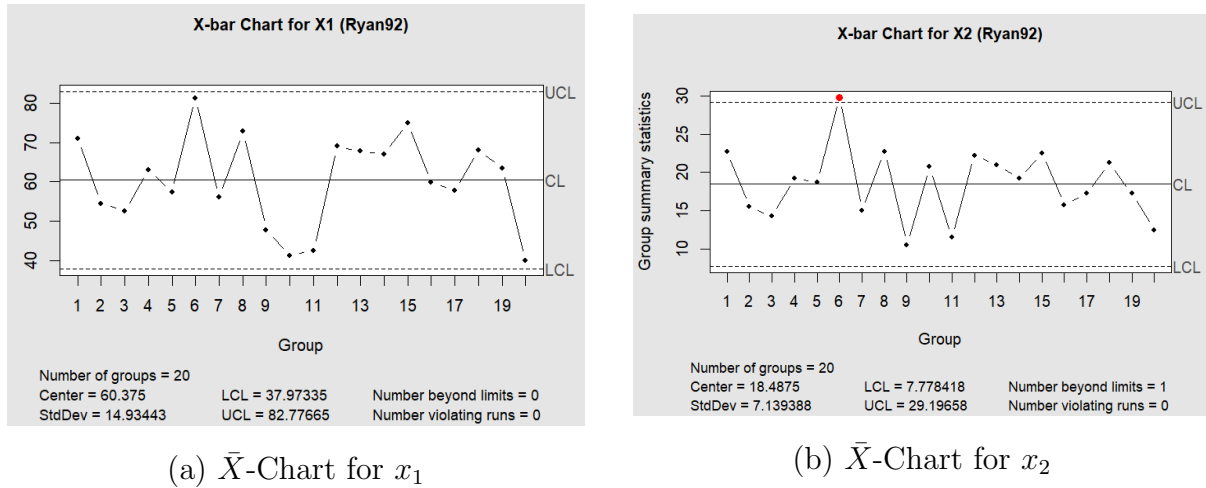 X-bar Chart for X1 (Ryan92)
80
70
60
50
40
UCL
CL
LCL
1 2 3 4 5 6 7 8 9 11 13 15 17 19
Group
Number of groups = 20
Center = 60.375 LCL = 37.97335 Number beyond limits = 0
StdDev = 14.93443 UCL = 82.77665 Number violating runs = 0
(a) X̄-Chart for x₁
X-bar Chart for X2 (Ryan92)
Group summary statistics
30
25
20
15
10
UCL
CL
LCL
1 2 3 4 5 6 7 8 9 11 13 15 17 19
Group
Number of groups = 20
Center = 18.4875 LCL = 7.778418 Number beyond limits = 1
StdDev = 7.139388 UCL = 29.19658 Number violating runs = 0
(b) X̄-Chart for x₂